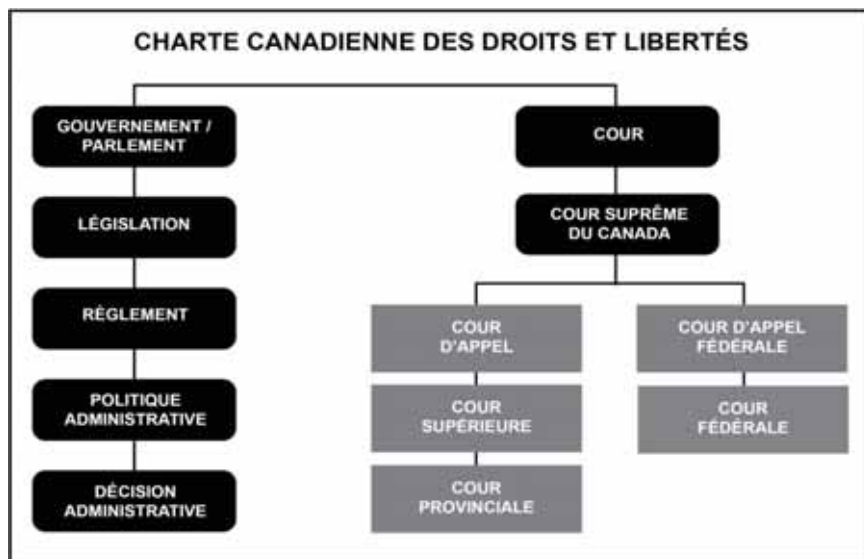 CHARTE CANADIENNE DES DROITS ET LIBERTÉS
GOUVERNEMENT /
PARLEMENT
LÉGISLATION
RÈGLEMENT
POLITIQUE
ADMINISTRATIVE
DÉCISION
ADMINISTRATIVE
COUR
COUR SUPRÊME
DU CANADA
COUR
D'APPEL
COUR
SUPÉRIEURE
COUR
PROVINCIALE
COUR D'APPEL
FÉDÉRALE
COUR
FÉDÉRALE